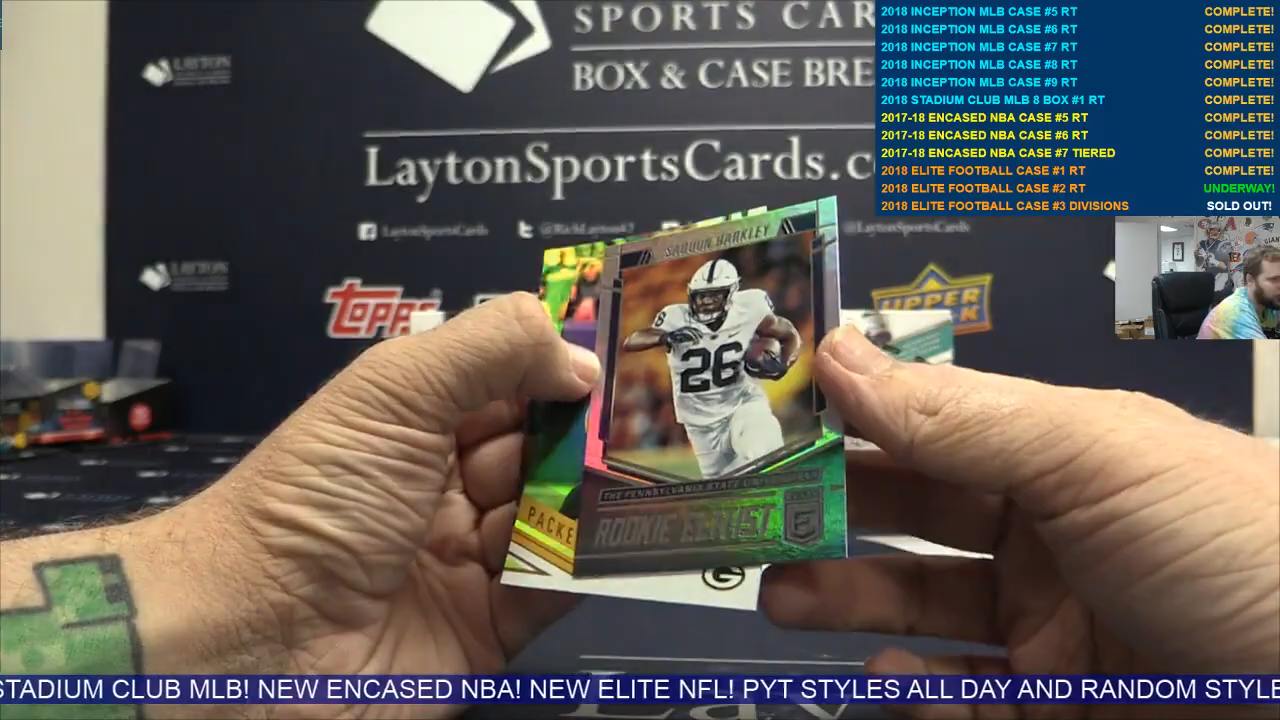 SPORTS CAR
BOX & CASE BRE
LAYTON
LaytonSportsCards.c
LaytonSportsCards
@RichLayton42
@LaytonSportsCards
Topps
UPPER
LAYTON
2018 INCEPTION MLB CASE #5 RT COMPLETE!
2018 INCEPTION MLB CASE #6 RT COMPLETE!
2018 INCEPTION MLB CASE #7 RT COMPLETE!
2018 INCEPTION MLB CASE #8 RT COMPLETE!
2018 INCEPTION MLB CASE #9 RT COMPLETE!
2018 STADIUM CLUB MLB 8 BOX #1 RT COMPLETE!
2017-18 ENCASED NBA CASE #5 RT COMPLETE!
2017-18 ENCASED NBA CASE #6 RT COMPLETE!
2017-18 ENCASED NBA CASE #7 TIERED COMPLETE!
2018 ELITE FOOTBALL CASE #1 RT COMPLETE!
2018 ELITE FOOTBALL CASE #2 RT UNDERWAY!
2018 ELITE FOOTBALL CASE #3 DIVISIONS SOLD OUT!
SAQUON BARKLEY
26
THE PENNSYLVANIA STATE UNIVERSITY
ROOKIE ELITIST
E
PACKE
G
STADIUM CLUB MLB! NEW ENCASED NBA! NEW ELITE NFL! PYT STYLES ALL DAY AND RANDOM STYLE